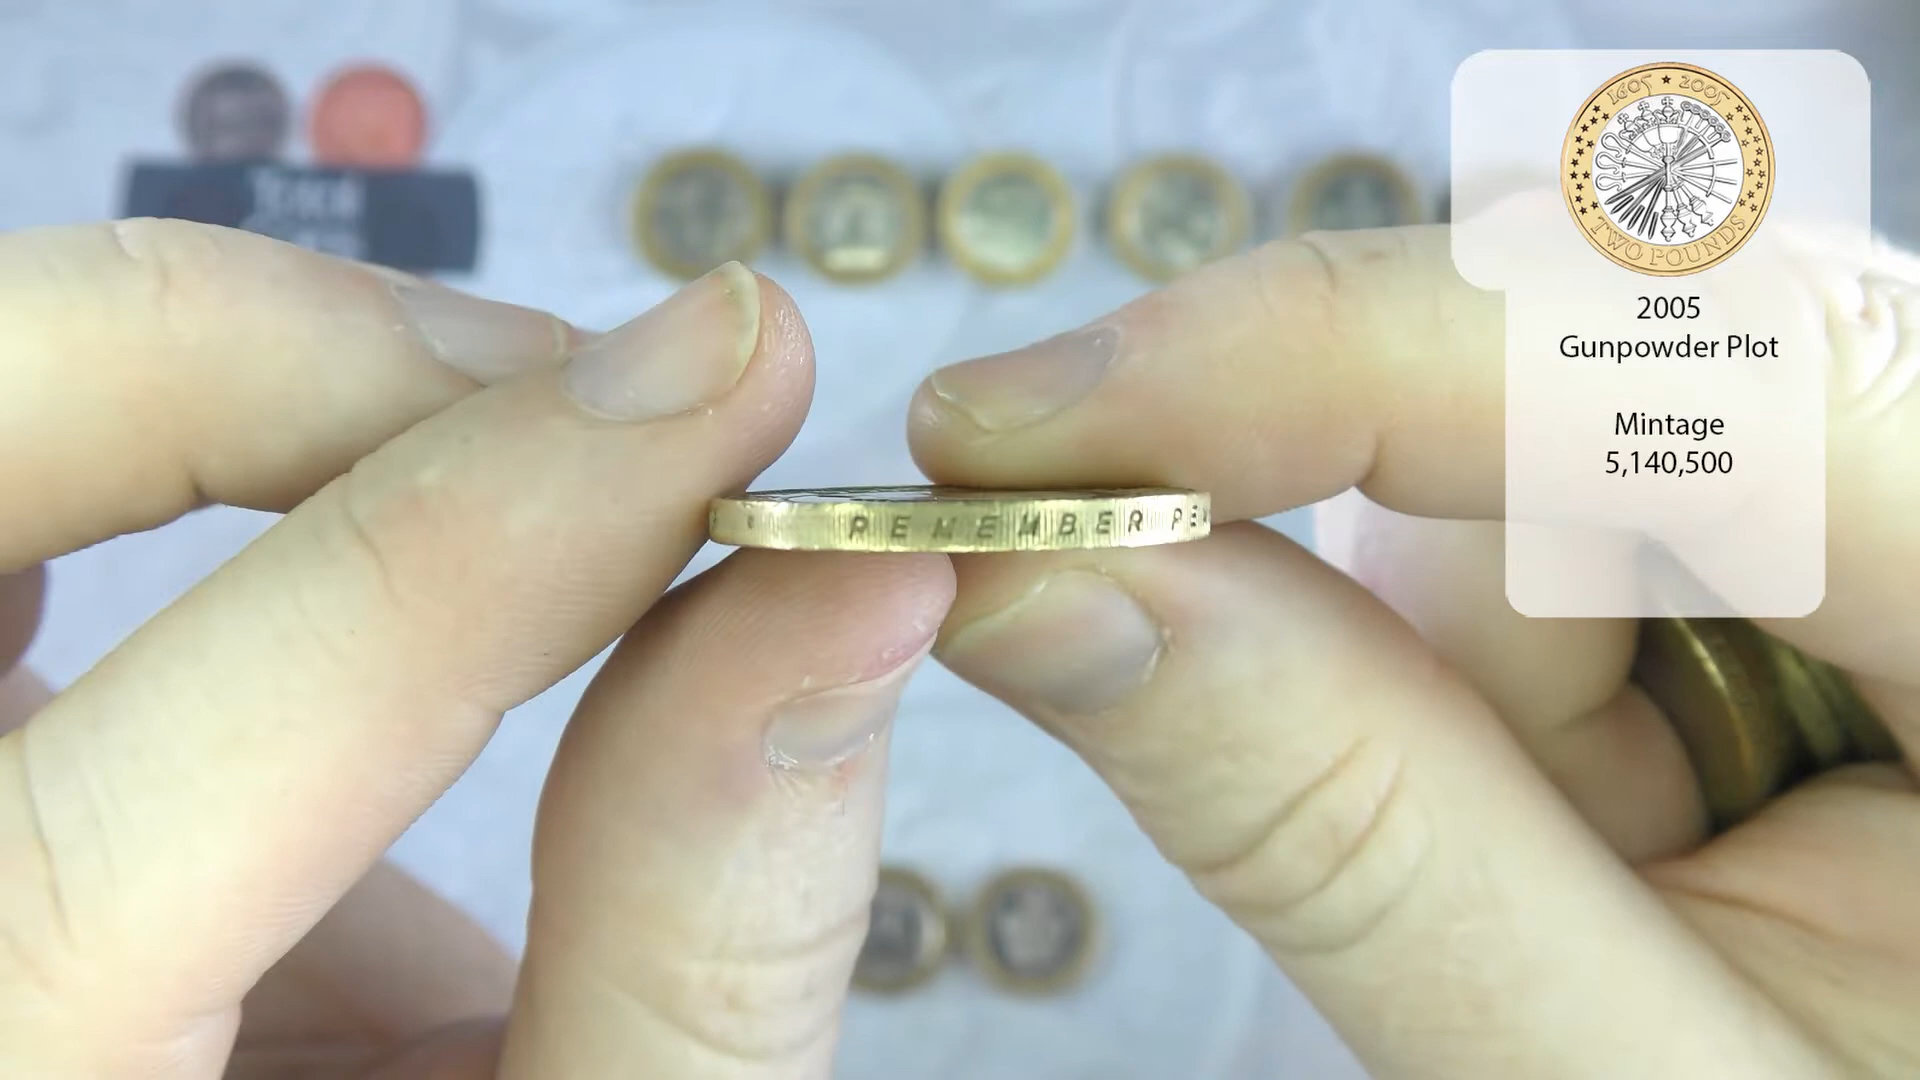 1605 ★ 2005
TWO POUNDS
2005
Gunpowder Plot
Mintage
5,140,500
REMEMBER